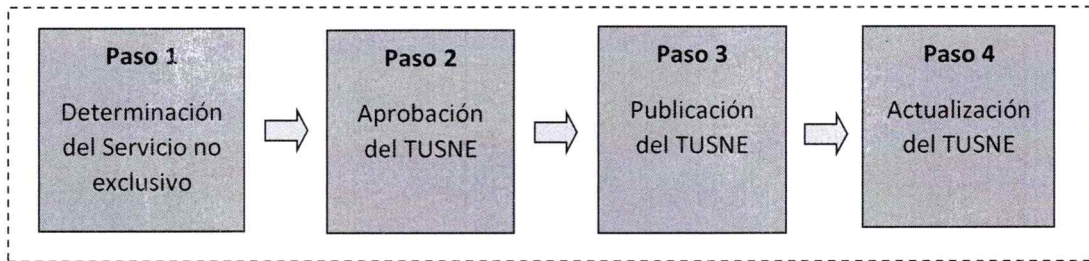 Paso 1
Determinación
del Servicio no
exclusivo
Paso 2
Aprobación
del TUSNE
Paso 3
Publicación
del TUSNE
Paso 4
Actualización
del TUSNE